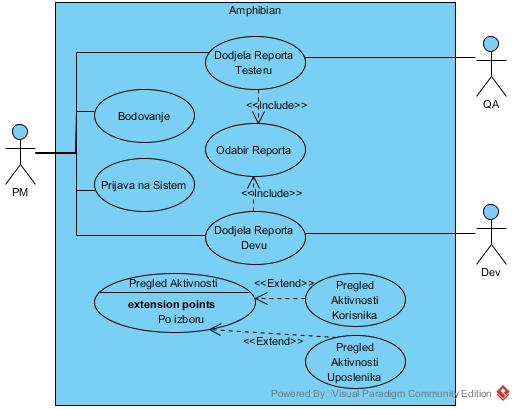 Amphibian
Dodjela Reporta
Testeru
QA
<<Include>>
Bodovanje
Odabir Reporta
PM
Prijava na Sistem
<<Include>>
Dodjela Reporta
Devu
Dev
Pregled Aktivnosti
extension points
Po izboru
<<Extend>>
Pregled
Aktivnosti
Korisnika
<<Extend>>
Pregled
Aktivnosti
Uposlenika
Powered By Visual Paradigm Community Edition